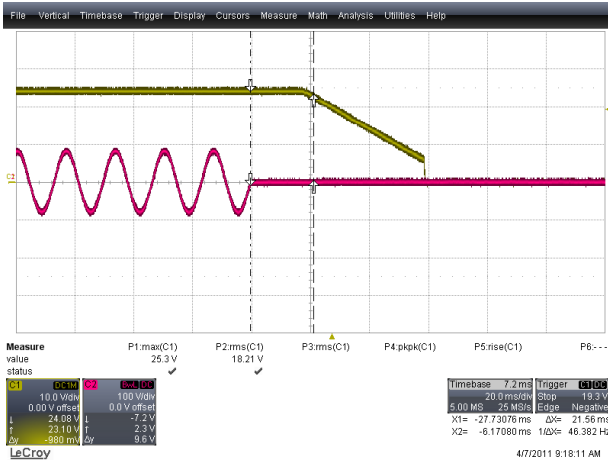 File Vertical Timebase Trigger Display Cursors Measure Math Analysis Utilities Help
C2
Measure P1:max(C1) P2:rms(C1) P3:rms(C1) P4:pkpk(C1) P5:rise(C1) P6:- - -
value 25.3 V 18.21 V
status
C1 DC1M
10.0 V/div
0.00 V offset
24.08 V
23.10 V
Δy -980 mV
C2 BwL DC
100 V/div
0.0 V offset
-7.2 V
2.3 V
Δy 9.6 V
Timebase 7.2 ms
20.0 ms/div
5.00 MS 25 MS/s
Trigger C1 DC
Stop 19.3 V
Edge Negative
X1= -27.73076 ms ΔX= 21.56 ms
X2= -6.17080 ms 1/ΔX= 46.382 Hz
LeCroy
4/7/2011 9:18:11 AM